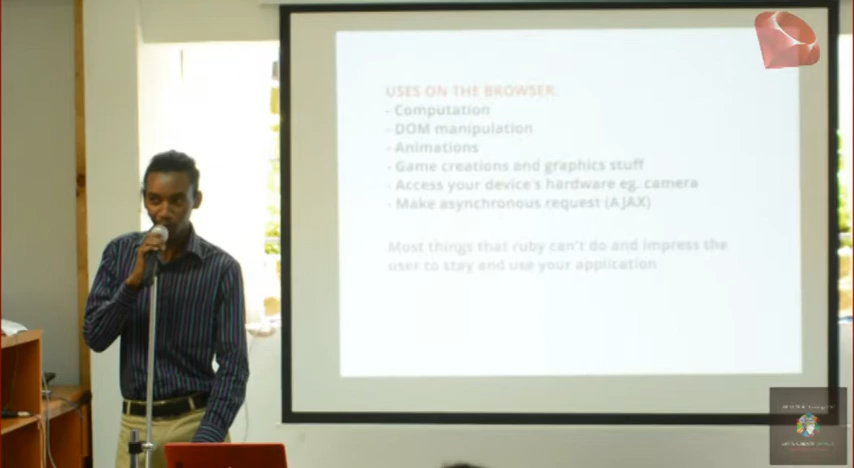 USES ON THE BROWSER.
- Computation
- DOM manipulation
- Animations
- Game creations and graphics stuff
- Access your device's hardware eg. camera
- Make asynchronous request (AJAX)
Most things that ruby can't do and impress the
user to stay and use your application